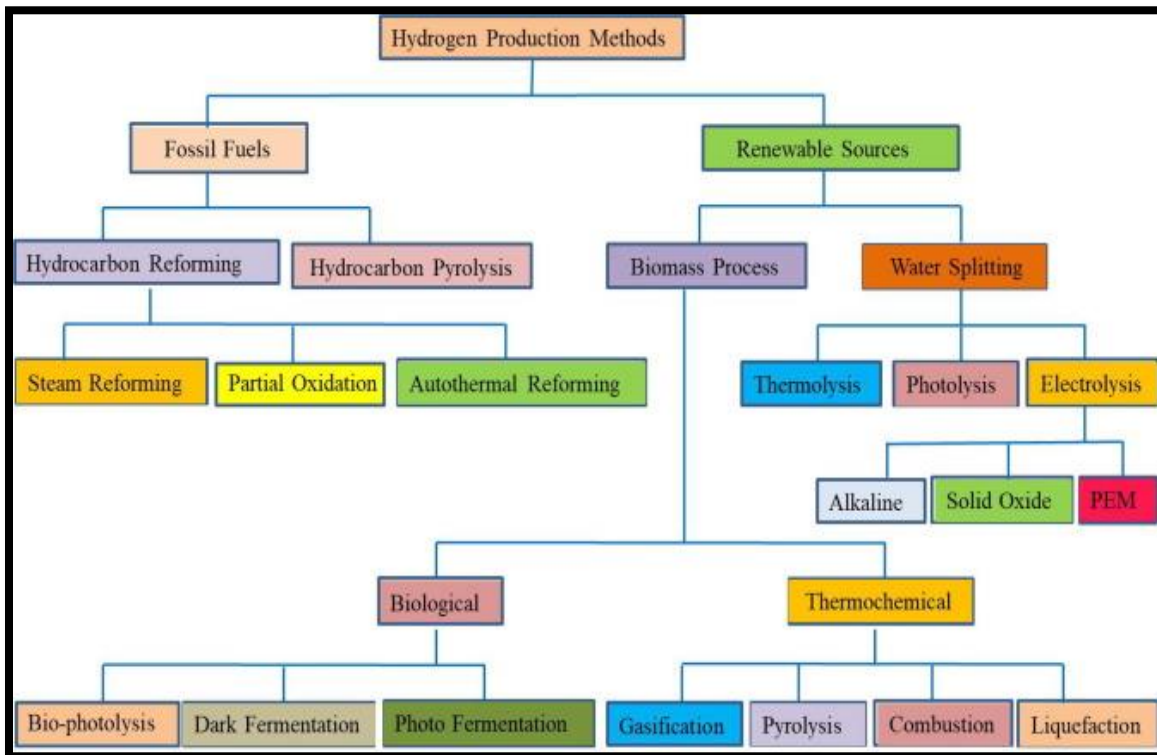 Hydrogen Production Methods
Fossil Fuels
Renewable Sources
Hydrocarbon Reforming
Hydrocarbon Pyrolysis
Biomass Process
Water Splitting
Steam Reforming
Partial Oxidation
Autothermal Reforming
Thermolysis
Photolysis
Electrolysis
Alkaline
Solid Oxide
PEM
Biological
Thermochemical
Bio-photolysis
Dark Fermentation
Photo Fermentation
Gasification
Pyrolysis
Combustion
Liquefaction